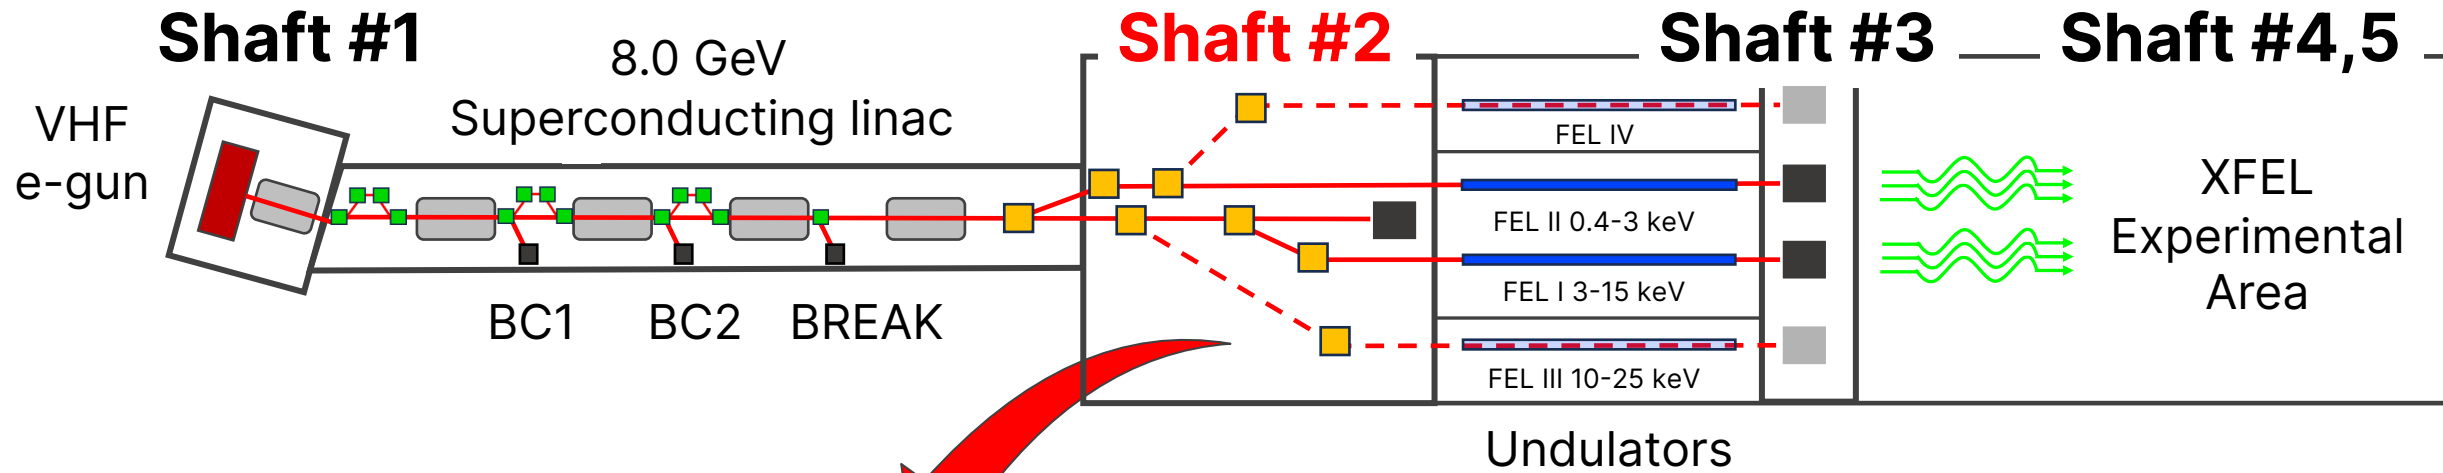 Shaft #1
Shaft #2
Shaft #3
Shaft #4,5
8.0 GeV
Superconducting linac
VHF
e-gun
BC1
BC2
BREAK
FEL IV
FEL II 0.4-3 keV
FEL I 3-15 keV
FEL III 10-25 keV
Undulators
XFEL
Experimental
Area